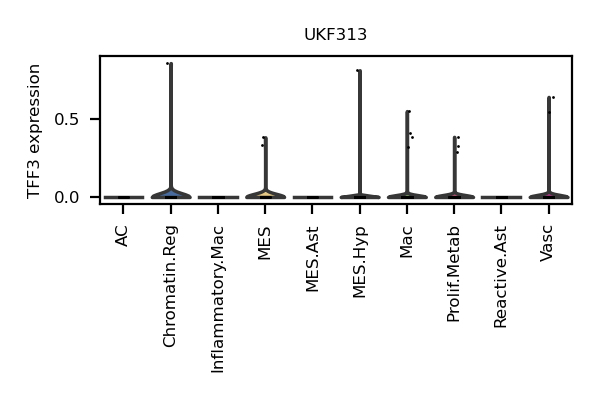 UKF313
TFF3 expression
0.5
0.0
AC
Chromatin.Reg
Inflammatory.Mac
MES
MES.Ast
MES.Hyp
Mac
Prolif.Metab
Reactive.Ast
Vasc